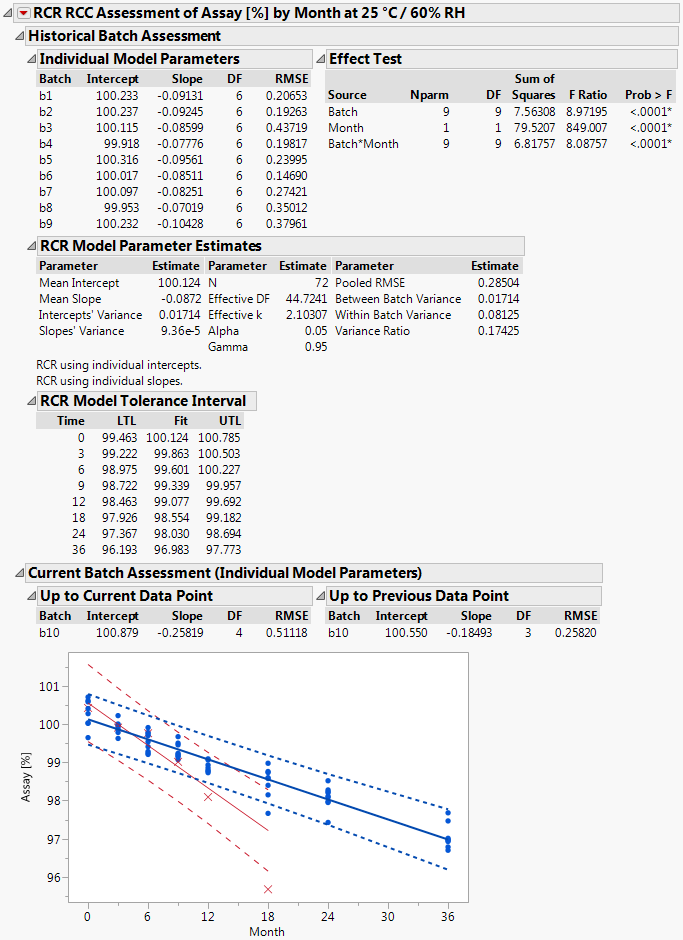 RCR RCC Assessment of Assay [%] by Month at 25 °C / 60% RH
Historical Batch Assessment
Individual Model Parameters
Batch Intercept Slope DF RMSE
b1 100.233 -0.09131 6 0.20653
b2 100.237 -0.09245 6 0.19263
b3 100.115 -0.08599 6 0.43719
b4 99.918 -0.07776 6 0.19817
b5 100.316 -0.09561 6 0.23995
b6 100.017 -0.08511 6 0.14690
b7 100.097 -0.08251 6 0.27421
b8 99.953 -0.07019 6 0.35012
b9 100.232 -0.10428 6 0.37961
Effect Test
Sum of
Source Nparm DF Squares F Ratio Prob > F
Batch 9 9 7.56308 8.97195 <.0001*
Month 1 1 79.5207 849.007 <.0001*
Batch*Month 9 9 6.81757 8.08757 <.0001*
RCR Model Parameter Estimates
Parameter Estimate Parameter Estimate Parameter Estimate
Mean Intercept 100.124 N 72 Pooled RMSE 0.28504
Mean Slope -0.0872 Effective DF 44.7241 Between Batch Variance 0.01714
Intercepts' Variance 0.01714 Effective k 2.10307 Within Batch Variance 0.08125
Slopes' Variance 9.36e-5 Alpha 0.05 Variance Ratio 0.17425
Gamma 0.95
RCR using individual intercepts.
RCR using individual slopes.
RCR Model Tolerance Interval
Time LTL Fit UTL
0 99.463 100.124 100.785
3 99.222 99.863 100.503
6 98.975 99.601 100.227
9 98.722 99.339 99.957
12 98.463 99.077 99.692
18 97.926 98.554 99.182
24 97.367 98.030 98.694
36 96.193 96.983 97.773
Current Batch Assessment (Individual Model Parameters)
Up to Current Data Point
Batch Intercept Slope DF RMSE
b10 100.879 -0.25819 4 0.51118
Up to Previous Data Point
Batch Intercept Slope DF RMSE
b10 100.550 -0.18493 3 0.25820
Assay [%]
101
100
99
98
97
96
0 6 12 18 24 30 36
Month